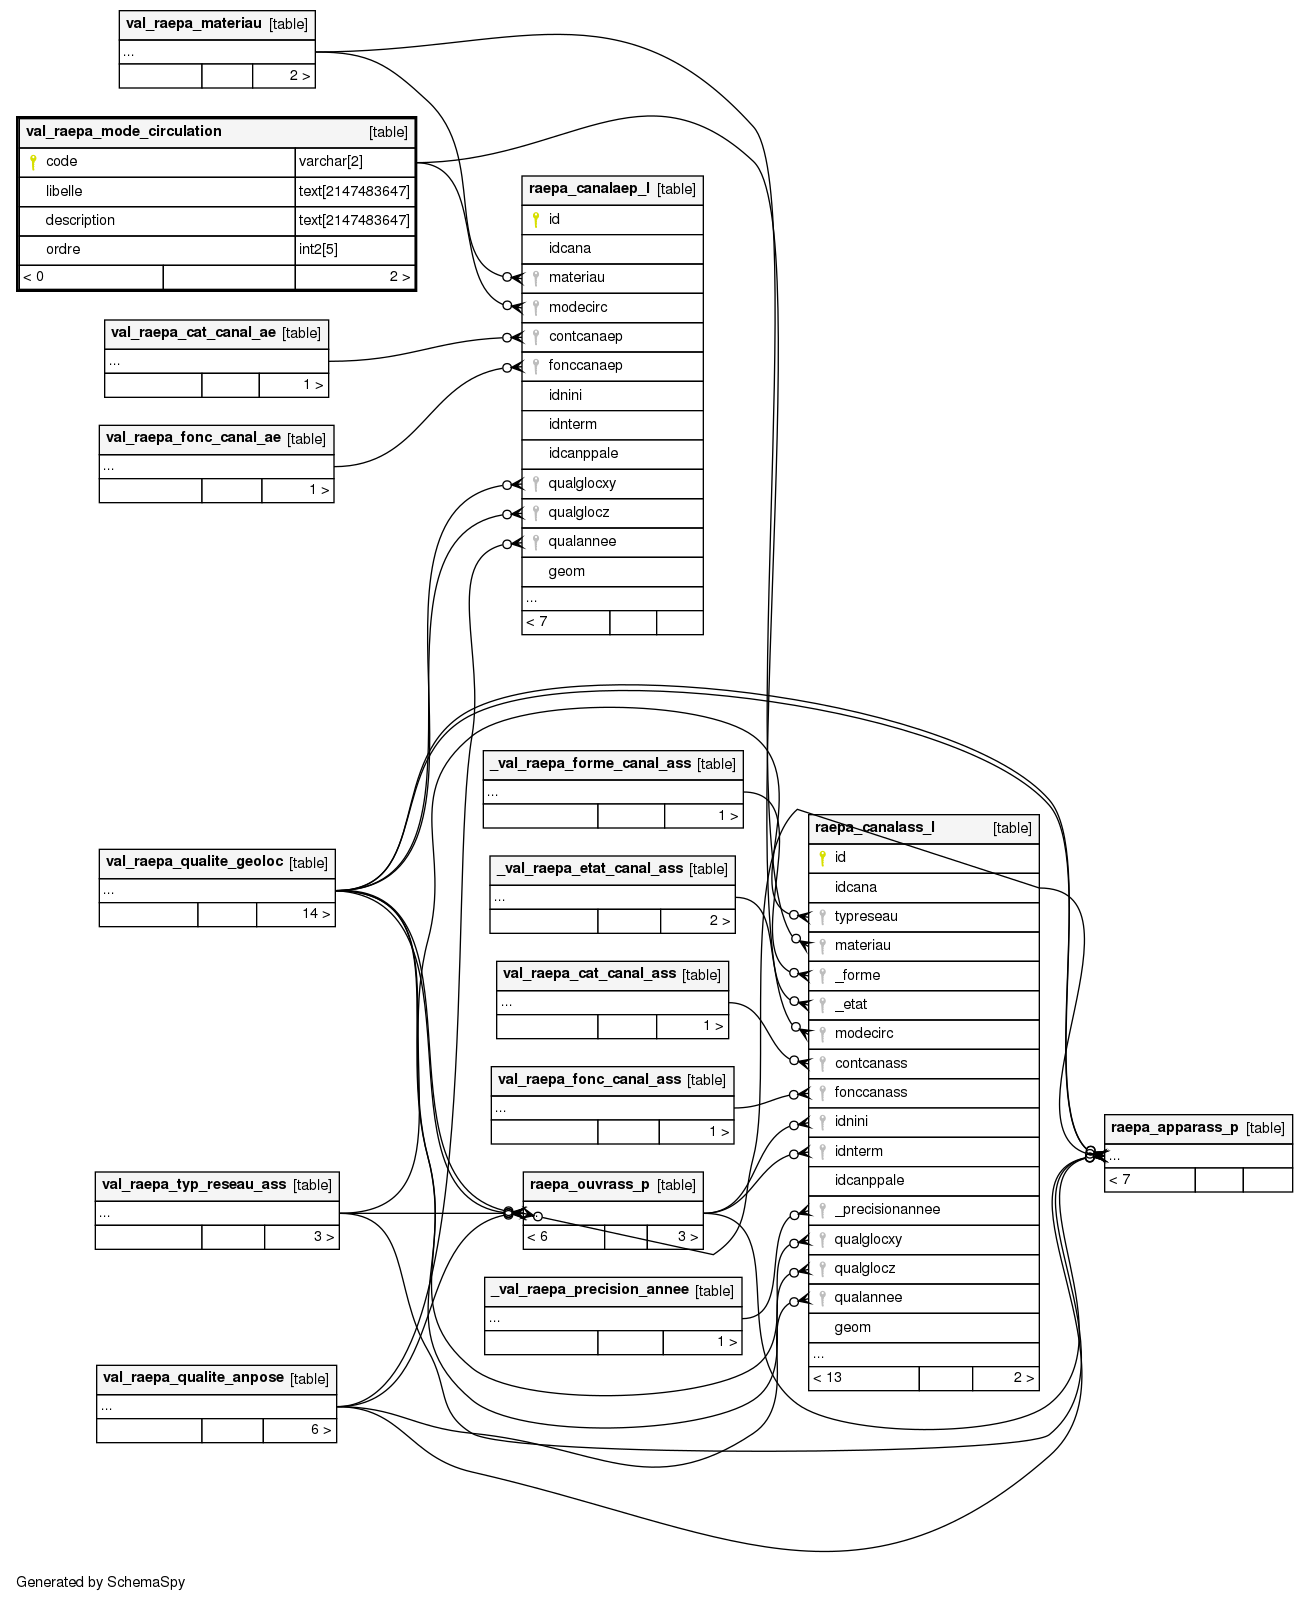 val_raepa_materiau [table]
...
2 >
val_raepa_mode_circulation [table]
code varchar[2]
libelle text[2147483647]
description text[2147483647]
ordre int2[5]
< 0 2 >
raepa_canalaep_l [table]
id
idcana
materiau
modecirc
contcanaep
fonccanaep
idnini
idnterm
idcanppale
qualglocxy
qualglocz
qualannee
geom
...
< 7
val_raepa_cat_canal_ae [table]
...
1 >
val_raepa_fonc_canal_ae [table]
...
1 >
_val_raepa_forme_canal_ass [table]
...
1 >
raepa_canalass_l [table]
id
idcana
typreseau
materiau
_forme
_etat
modecirc
contcanass
fonccanass
idnini
idnterm
idcanppale
_precisionannee
qualglocxy
qualglocz
qualannee
geom
...
< 13 2 >
val_raepa_qualite_geoloc [table]
...
14 >
_val_raepa_etat_canal_ass [table]
...
2 >
val_raepa_cat_canal_ass [table]
...
1 >
val_raepa_fonc_canal_ass [table]
...
1 >
raepa_apparass_p [table]
...
< 7
val_raepa_typ_reseau_ass [table]
...
3 >
raepa_ouvrass_p [table]
...
< 6 3 >
_val_raepa_precision_annee [table]
...
1 >
val_raepa_qualite_anpose [table]
...
6 >
Generated by SchemaSpy